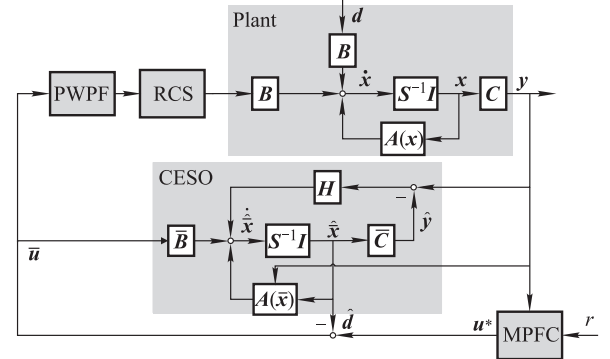 Plant
d
B
PWPF
RCS
B
ẋ
S⁻¹I
x
C
y
A(x)
CESO
H
−
B̅
x̂̄̇
S⁻¹I
x̂̄
C̅
ŷ
u̅
A(x̅)
− d̂
u*
MPFC
r